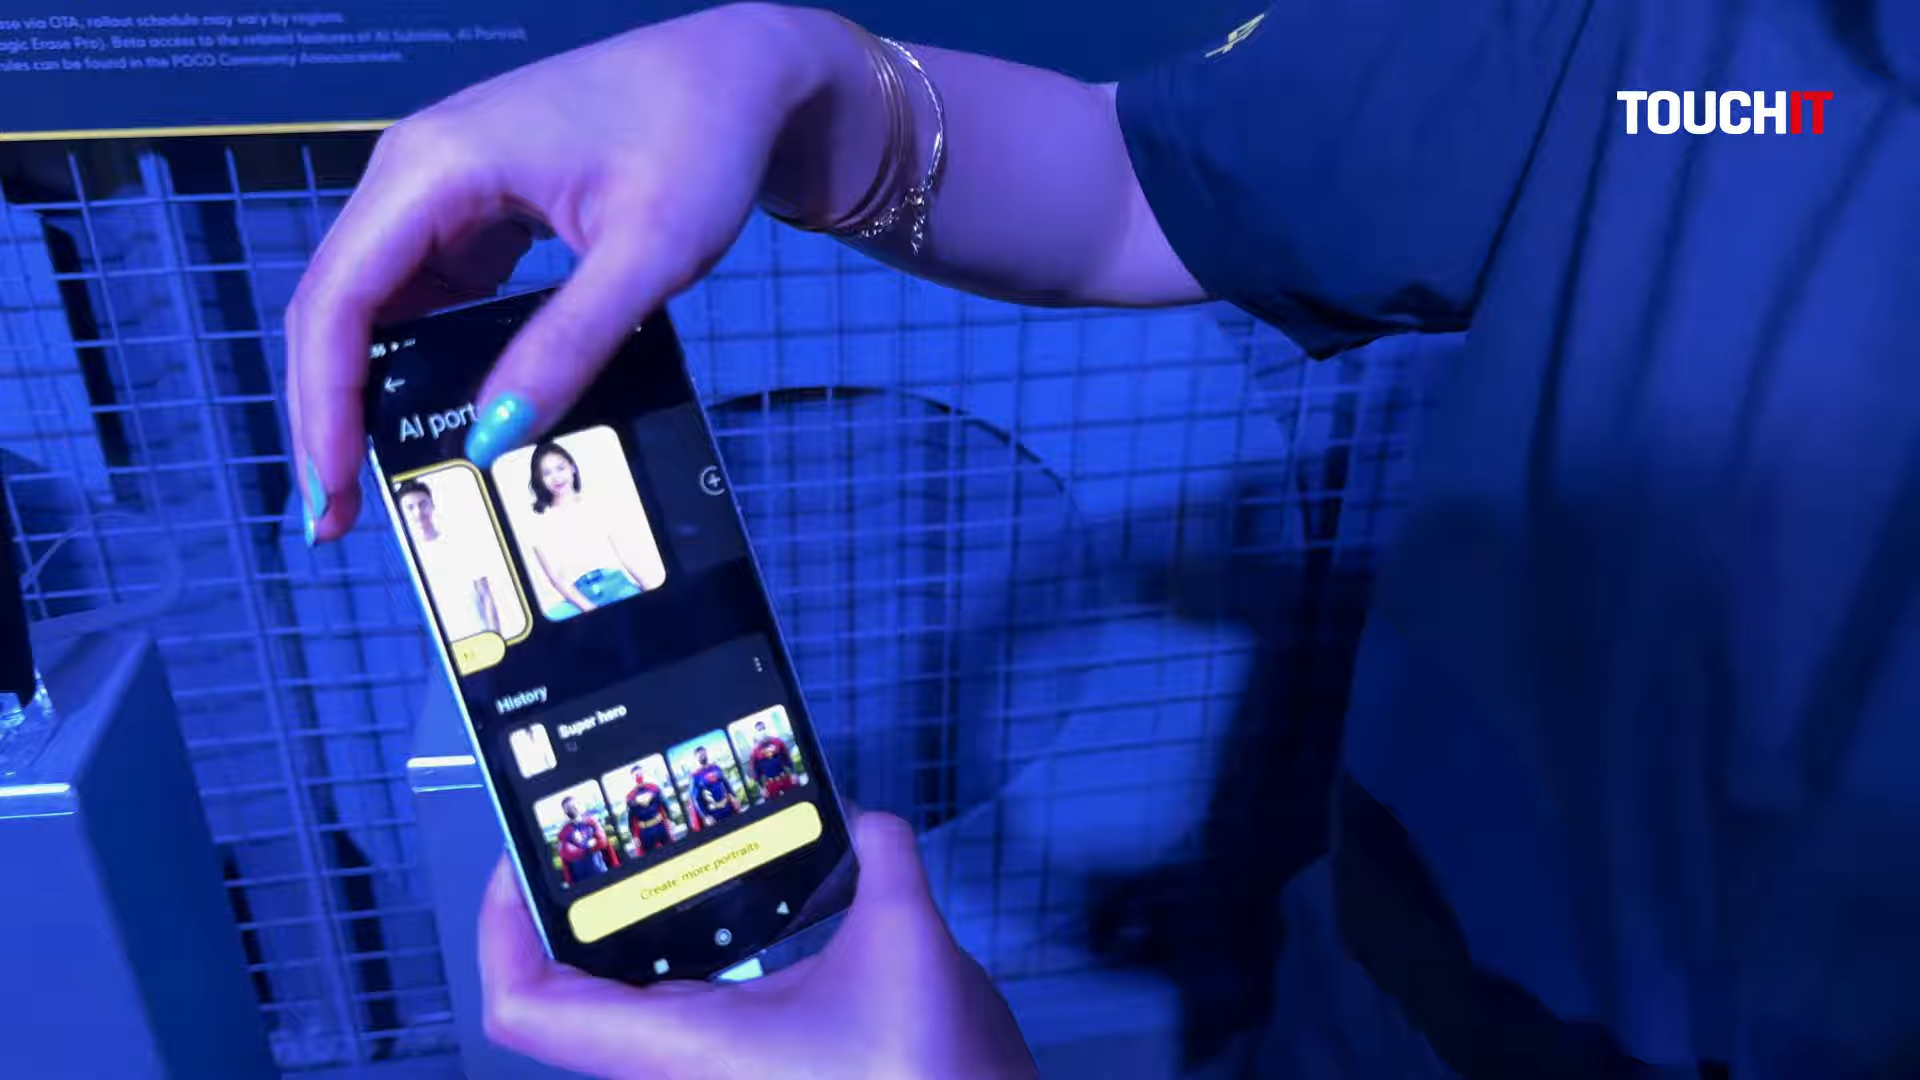 ase via OTA, rollout schedule may vary by regions.
agic Erase Pro). Beta access to the related features of AI Subtitles, AI Portrait,
rules can be found in the POCO Community Announcement.
TOUCHIT
AI port
History
Super hero
Create more portraits